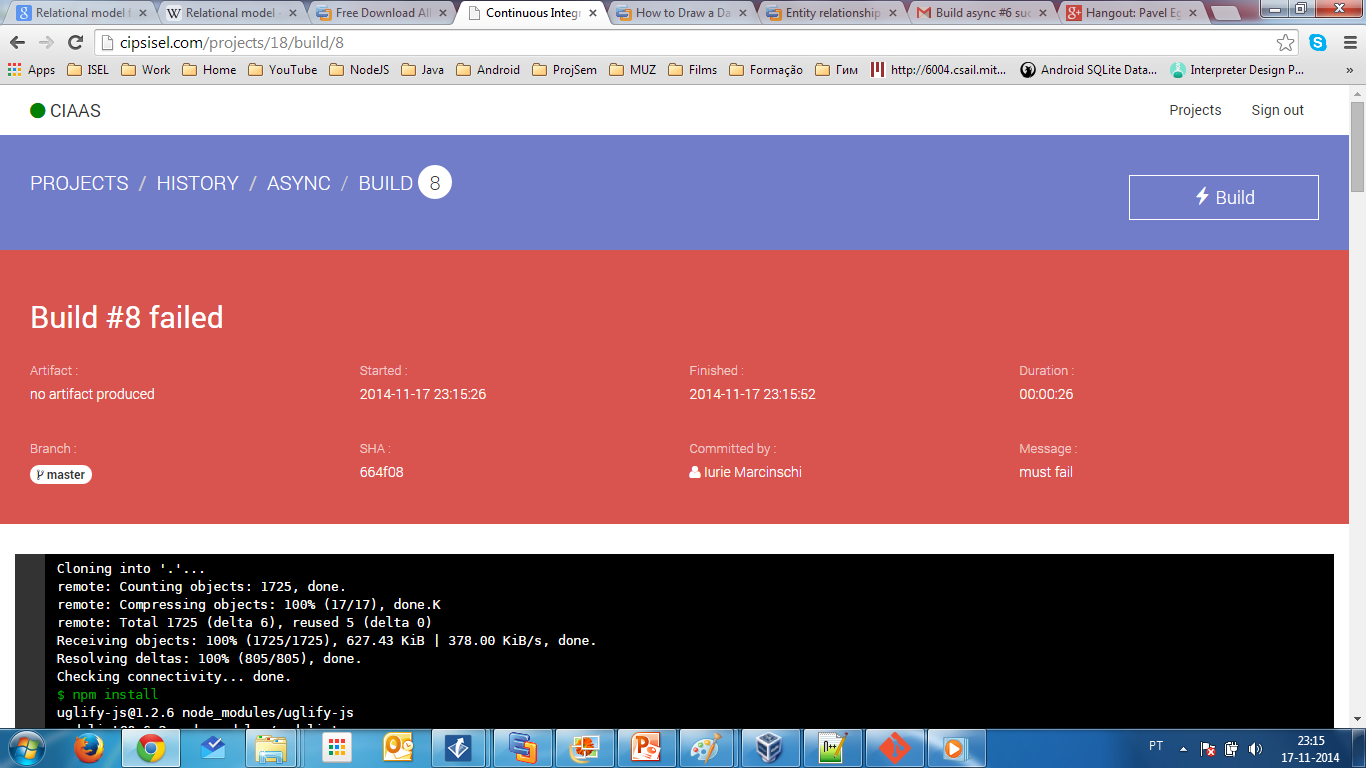 Relational model f
Relational model -
Free Download All
Continuous Integr
How to Draw a Da
Entity relationship
Build async #6 suc
Hangout: Pavel Eg
cipsisel.com/projects/18/build/8
Apps ISEL Work Home YouTube NodeJS Java Android ProjSem MUZ Films Formação Гим http://6004.csail.mit... Android SQLite Data... Interpreter Design P... »
CIAAS Projects Sign out
PROJECTS / HISTORY / ASYNC / BUILD 8
Build
Build #8 failed
Artifact : Started : Finished : Duration :
no artifact produced 2014-11-17 23:15:26 2014-11-17 23:15:52 00:00:26
Branch : SHA : Committed by : Message :
master 664f08 Iurie Marcinschi must fail
Cloning into '.'...
remote: Counting objects: 1725, done.
remote: Compressing objects: 100% (17/17), done.K
remote: Total 1725 (delta 6), reused 5 (delta 0)
Receiving objects: 100% (1725/1725), 627.43 KiB | 378.00 KiB/s, done.
Resolving deltas: 100% (805/805), done.
Checking connectivity... done.
$ npm install
uglify-js@1.2.6 node_modules/uglify-js
PT 23:15
17-11-2014